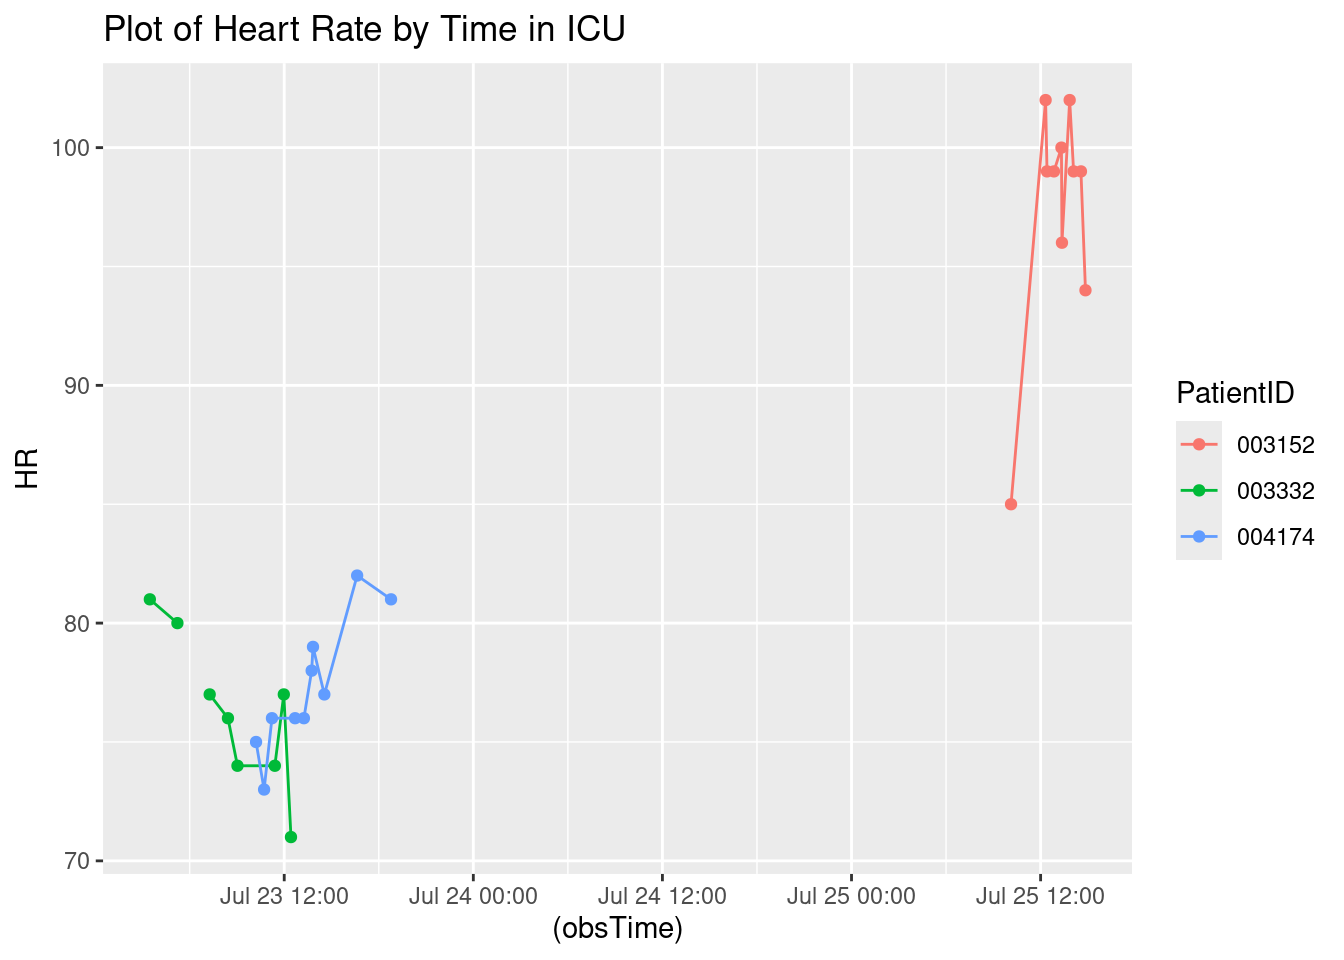 Plot of Heart Rate by Time in ICU
100
90
80
70
HR
Jul 23 12:00
Jul 24 00:00
Jul 24 12:00
Jul 25 00:00
Jul 25 12:00
(obsTime)
PatientID
003152
003332
004174